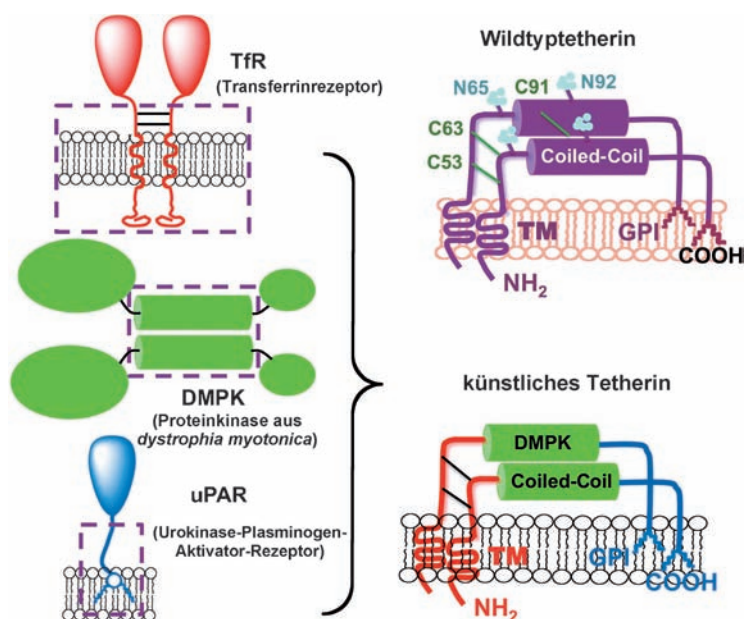 TfR
(Transferrinrezeptor)
DMPK
(Proteinkinase aus
dystrophia myotonica)
uPAR
(Urokinase-Plasminogen-
Aktivator-Rezeptor)
Wildtyptetherin
N65
C91
N92
C63
C53
Coiled-Coil
TM
GPI
COOH
NH₂
künstliches Tetherin
DMPK
Coiled-Coil
TM
GPI
COOH
NH₂